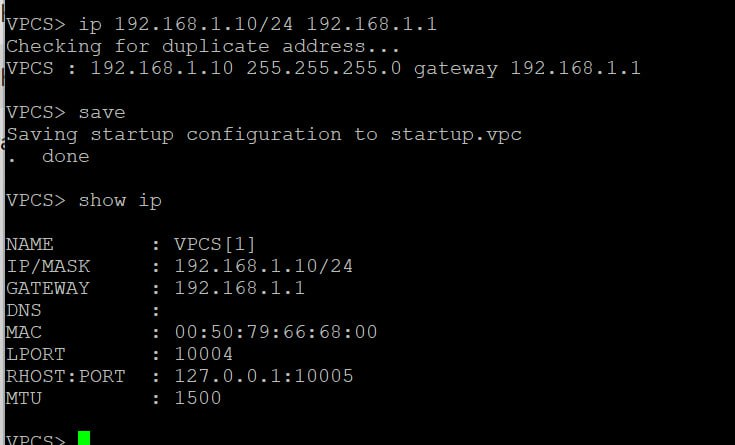 VPCS> ip 192.168.1.10/24 192.168.1.1
Checking for duplicate address...
VPCS : 192.168.1.10 255.255.255.0 gateway 192.168.1.1
VPCS> save
Saving startup configuration to startup.vpc
.  done
VPCS> show ip
NAME        : VPCS[1]
IP/MASK     : 192.168.1.10/24
GATEWAY     : 192.168.1.1
DNS         :
MAC         : 00:50:79:66:68:00
LPORT       : 10004
RHOST:PORT  : 127.0.0.1:10005
MTU         : 1500
VPCS>